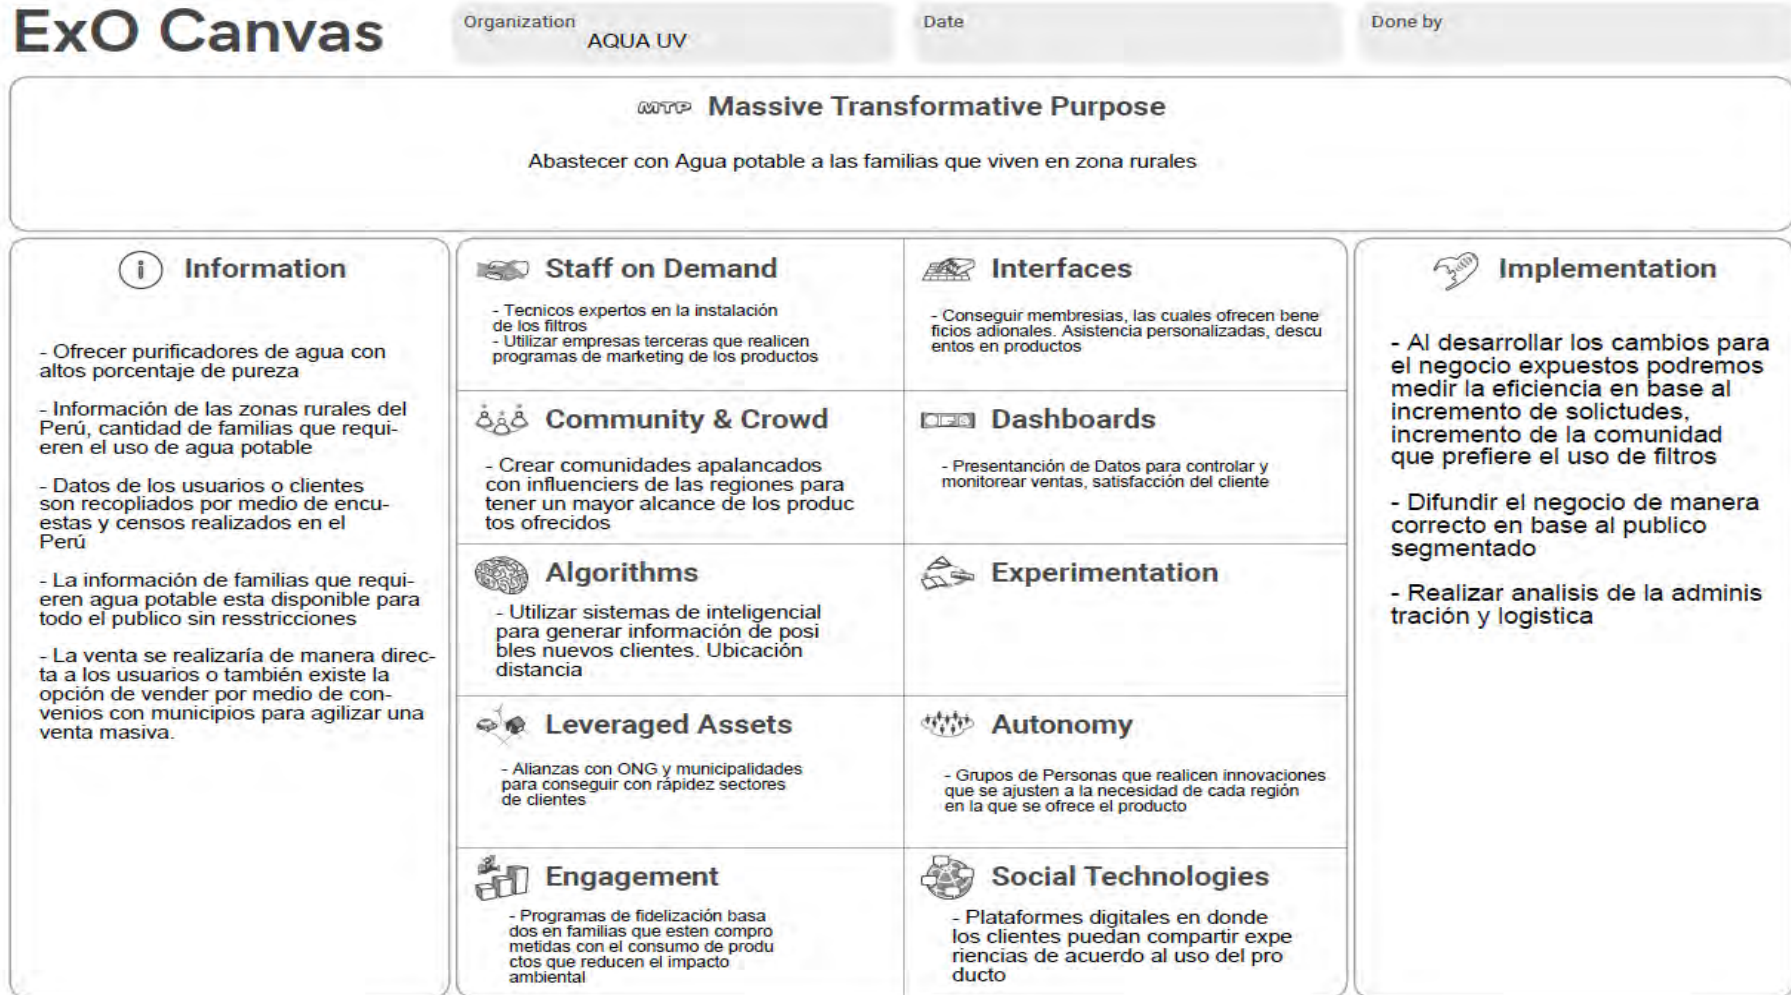 ExO Canvas
Organization
AQUA UV
Date
Done by
MTP Massive Transformative Purpose
Abastecer con Agua potable a las familias que viven en zona rurales
Information
- Ofrecer purificadores de agua con
altos porcentaje de pureza
- Información de las zonas rurales del
Perú, cantidad de familias que requi-
eren el uso de agua potable
- Datos de los usuarios o clientes
son recopliados por medio de encu-
estas y censos realizados en el
Perú
- La información de familias que requi-
eren agua potable esta disponible para
todo el publico sin resstricciones
- La venta se realizaría de manera direc-
ta a los usuarios o también existe la
opción de vender por medio de con-
venios con municipios para agilizar una
venta masiva.
Staff on Demand
- Tecnicos expertos en la instalación
de los filtros
- Utilizar empresas terceras que realicen
programas de marketing de los productos
Interfaces
- Conseguir membresias, las cuales ofrecen bene
ficios adionales. Asistencia personalizadas, descu
entos en productos
Community & Crowd
- Crear comunidades apalancados
con influenciers de las regiones para
tener un mayor alcance de los produc
tos ofrecidos
Dashboards
- Presentanción de Datos para controlar y
monitorear ventas, satisfacción del cliente
Algorithms
- Utilizar sistemas de inteligencial
para generar información de posi
bles nuevos clientes. Ubicación
distancia
Experimentation
Leveraged Assets
- Alianzas con ONG y municipalidades
para conseguir con rápidez sectores
de clientes
Autonomy
- Grupos de Personas que realicen innovaciones
que se ajusten a la necesidad de cada región
en la que se ofrece el producto
Engagement
- Programas de fidelización basa
dos en familias que esten compro
metidas con el consumo de produ
ctos que reducen el impacto
ambiental
Social Technologies
- Plataformes digitales en donde
los clientes puedan compartir expe
riencias de acuerdo al uso del pro
ducto
Implementation
- Al desarrollar los cambios para
el negocio expuestos podremos
medir la eficiencia en base al
incremento de solictudes,
incremento de la comunidad
que prefiere el uso de filtros
- Difundir el negocio de manera
correcto en base al publico
segmentado
- Realizar analisis de la adminis
tración y logistica